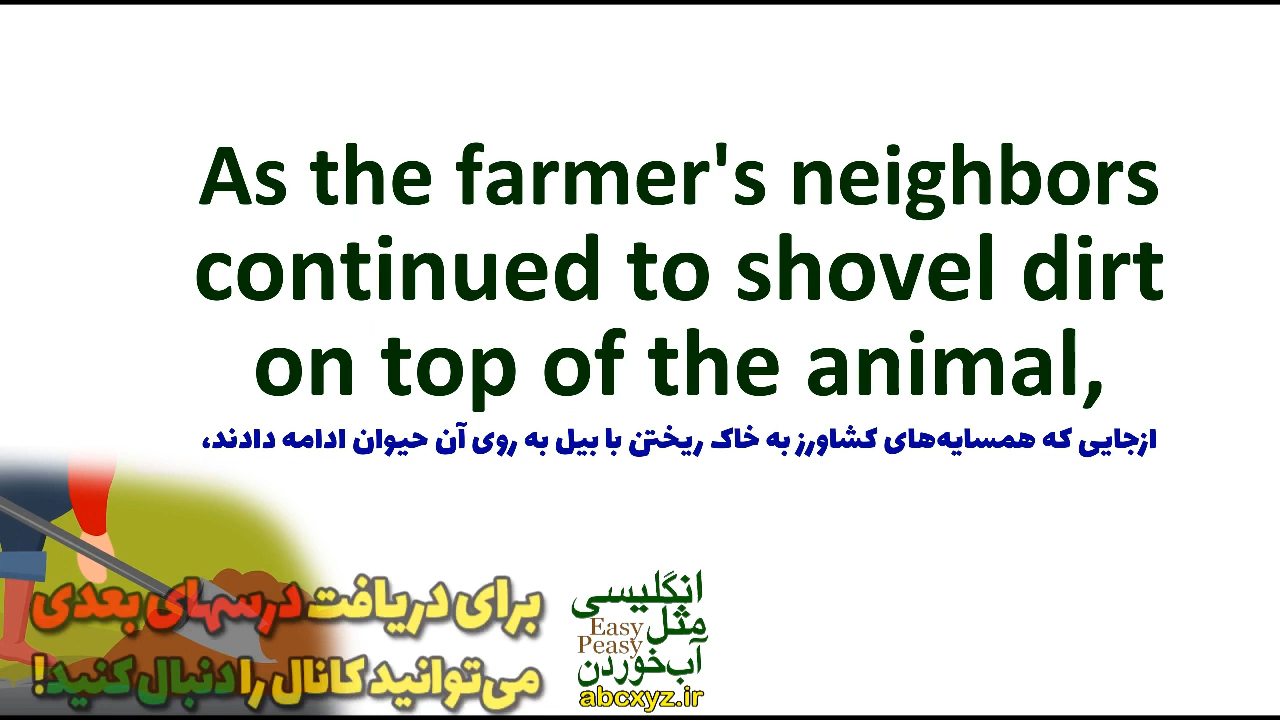 As the farmer's neighbors
continued to shovel dirt
on top of the animal,
ازجایی که همسایه‌های کشاورز به خاک ریختن با بیل به روی آن حیوان ادامه دادند،
برای دریافت درسهای بعدی
می‌توانید کانال را دنبال کنید!
انگلیسی
مثل
Easy
Peasy
آب‌خوردن
abcxyz.ir